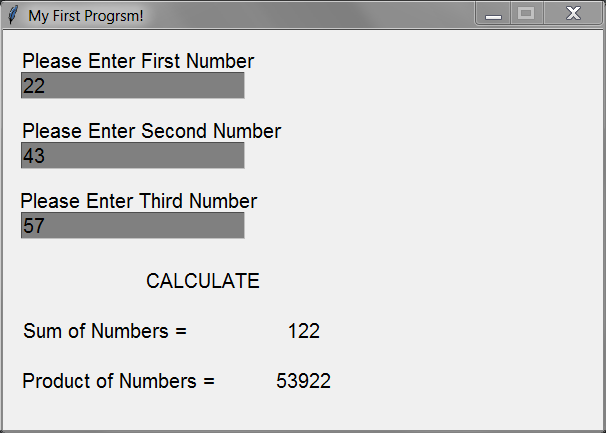 My First Progrsm!
Please Enter First Number
22
Please Enter Second Number
43
Please Enter Third Number
57
CALCULATE
Sum of Numbers = 122
Product of Numbers = 53922